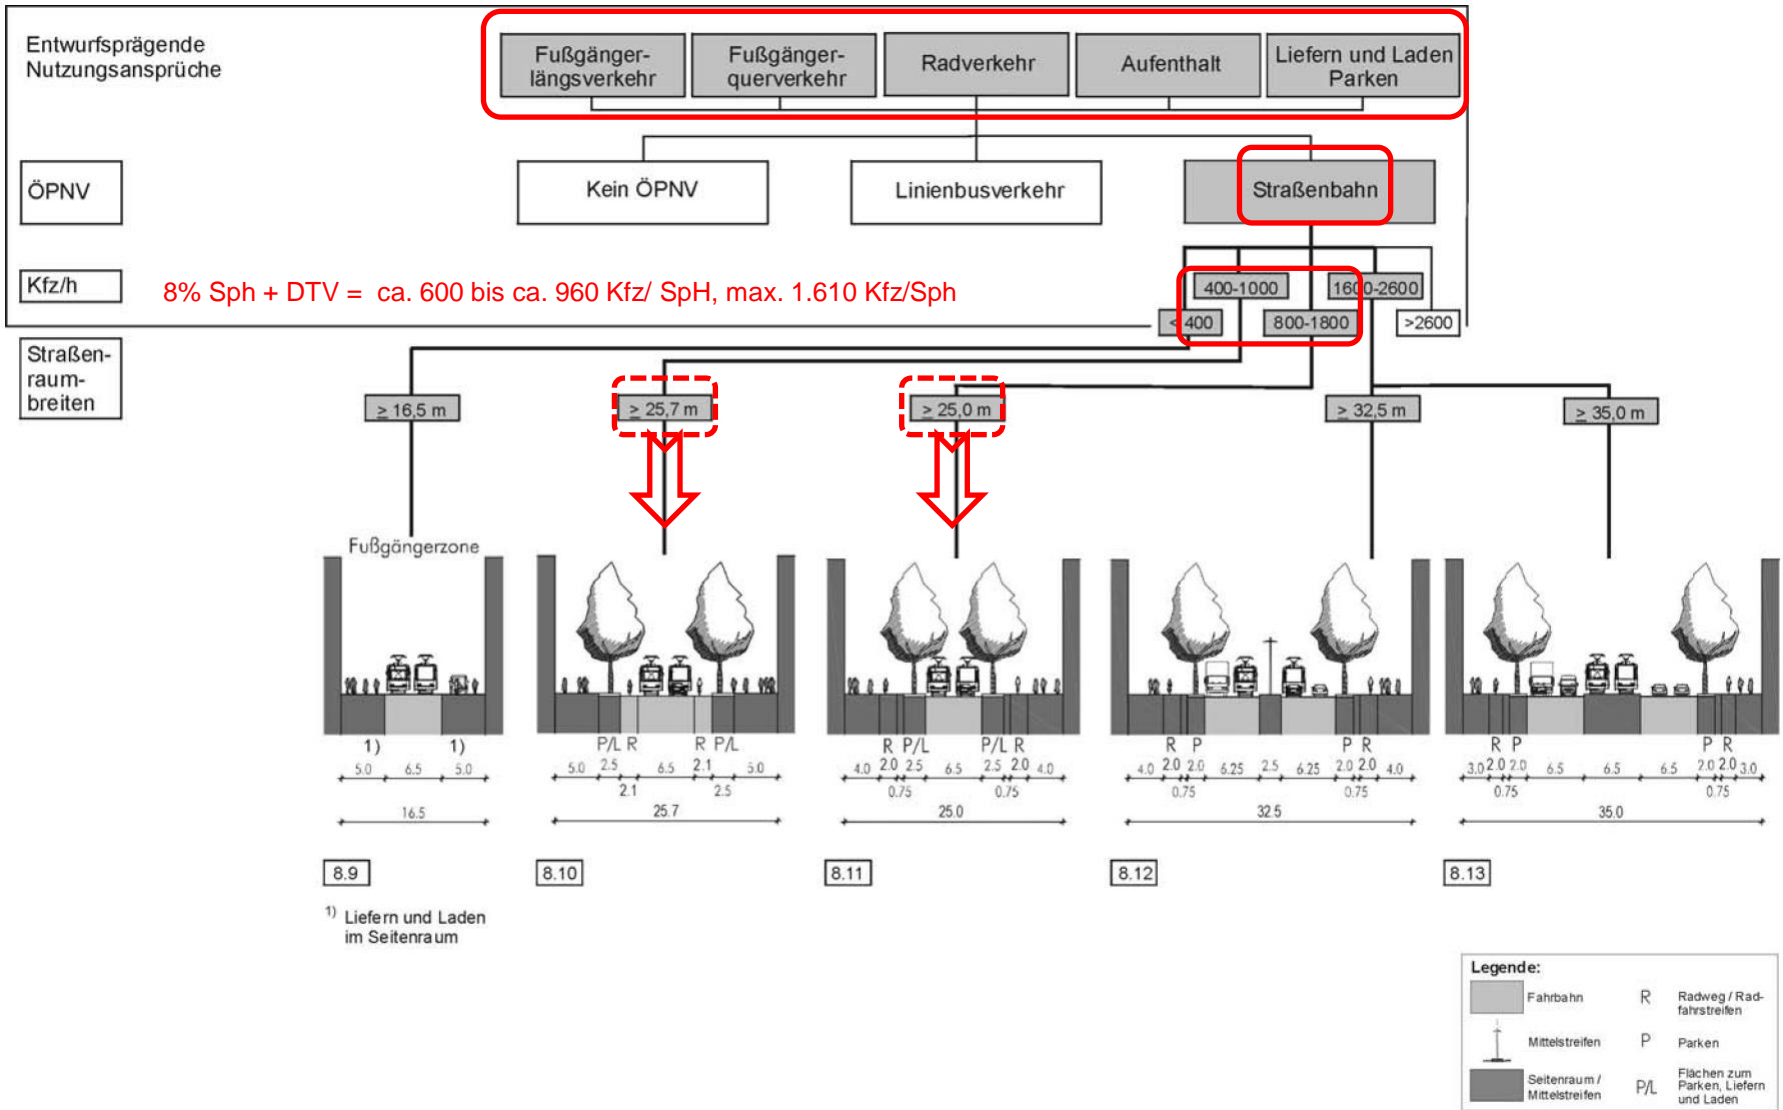 Entwurfsprägende
Nutzungsansprüche
Fußgänger-
längsverkehr
Fußgänger-
querverkehr
Radverkehr
Aufenthalt
Liefern und Laden
Parken
ÖPNV
Kein ÖPNV
Linienbusverkehr
Straßenbahn
Kfz/h
8% Sph + DTV = ca. 600 bis ca. 960 Kfz/ SpH, max. 1.610 Kfz/Sph
400-1000
1600-2600
< 400
800-1800
>2600
Straßen-
raum-
breiten
≥ 16,5 m
≥ 25,7 m
≥ 25,0 m
≥ 32,5 m
≥ 35,0 m
Fußgängerzone
1) 1)
5.0 6.5 5.0
16.5
P/L R R P/L
5.0 2.5 6.5 2.1 5.0
2.1 2.5
25.7
R P/L P/L R
4.0 2.0 2.5 6.5 2.5 2.0 4.0
0.75 0.75
25.0
R P P R
4.0 2.0 2.0 6.25 2.5 6.25 2.0 2.0 4.0
0.75 0.75
32.5
R P P R
3.0 2.0 2.0 6.5 6.5 6.5 2.0 2.0 3.0
0.75 0.75
35.0
8.9
8.10
8.11
8.12
8.13
1) Liefern und Laden
im Seitenraum
Legende:
Fahrbahn
R Radweg / Rad-
fahrstreifen
Mittelstreifen
P Parken
Seitenraum /
Mittelstreifen
P/L Flächen zum
Parken, Liefern
und Laden